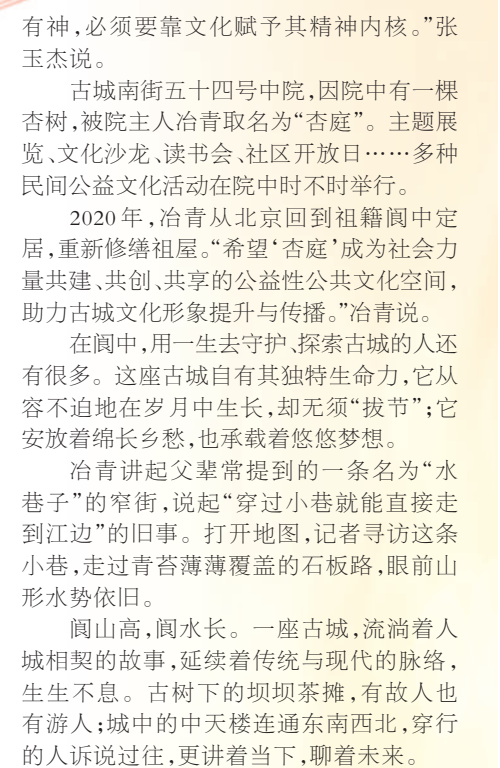 有神，必须要靠文化赋予其精神内核。”张
玉杰说。
古城南街五十四号中院，因院中有一棵
杏树，被院主人冶青取名为“杏庭”。主题展
览、文化沙龙、读书会、社区开放日……多种
民间公益文化活动在院中时不时举行。
2020年，冶青从北京回到祖籍阆中定
居，重新修缮祖屋。“希望‘杏庭’成为社会力
量共建、共创、共享的公益性公共文化空间，
助力古城文化形象提升与传播。”冶青说。
在阆中，用一生去守护、探索古城的人还
有很多。这座古城自有其独特生命力，它从
容不迫地在岁月中生长，却无须“拔节”；它
安放着绵长乡愁，也承载着悠悠梦想。
冶青讲起父辈常提到的一条名为“水
巷子”的窄街，说起“穿过小巷就能直接走
到江边”的旧事。打开地图，记者寻访这条
小巷，走过青苔薄薄覆盖的石板路，眼前山
形水势依旧。
阆山高，阆水长。一座古城，流淌着人
城相契的故事，延续着传统与现代的脉络，
生生不息。古树下的坝坝茶摊，有故人也
有游人；城中的中天楼连通东南西北，穿行
的人诉说过往，更讲着当下，聊着未来。